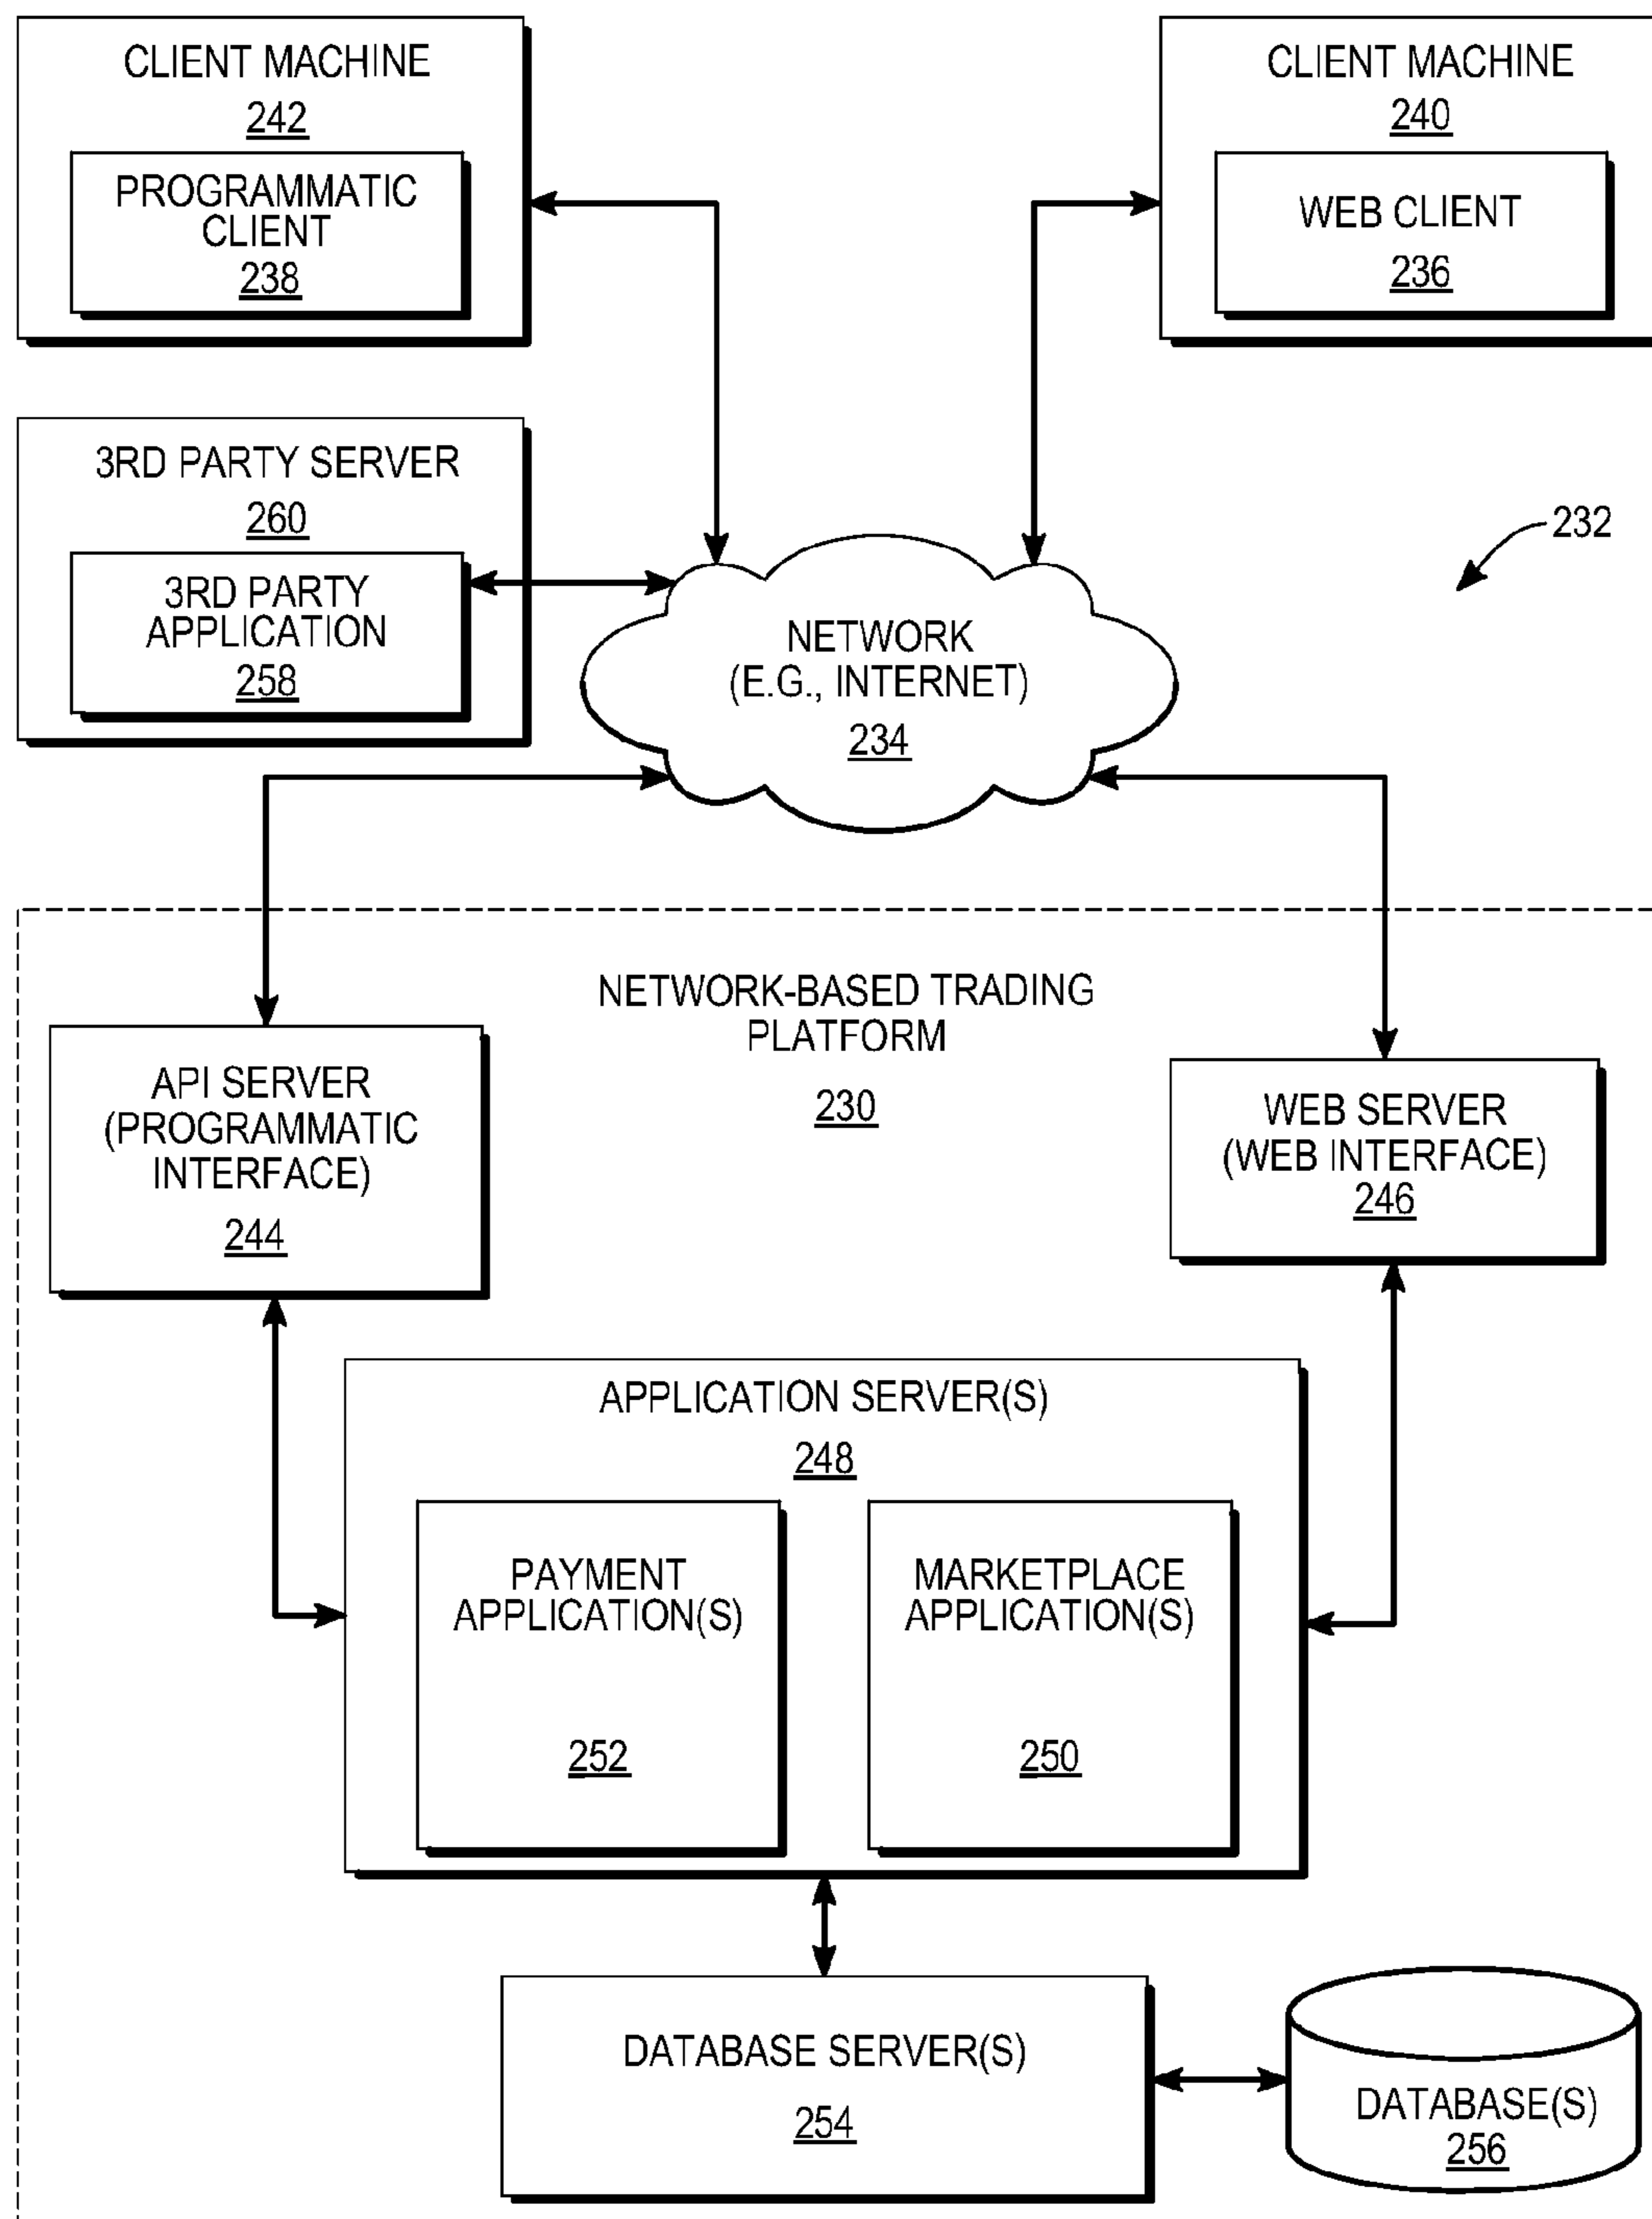 CLIENT MACHINE
242
PROGRAMMATIC
CLIENT
238
CLIENT MACHINE
240
WEB CLIENT
236
3RD PARTY SERVER
260
3RD PARTY
APPLICATION
258
232
NETWORK
(E.G., INTERNET)
234
NETWORK-BASED TRADING
PLATFORM
230
API SERVER
(PROGRAMMATIC
INTERFACE)
244
WEB SERVER
(WEB INTERFACE)
246
APPLICATION SERVER(S)
248
PAYMENT
APPLICATION(S)
252
MARKETPLACE
APPLICATION(S)
250
DATABASE SERVER(S)
254
DATABASE(S)
256